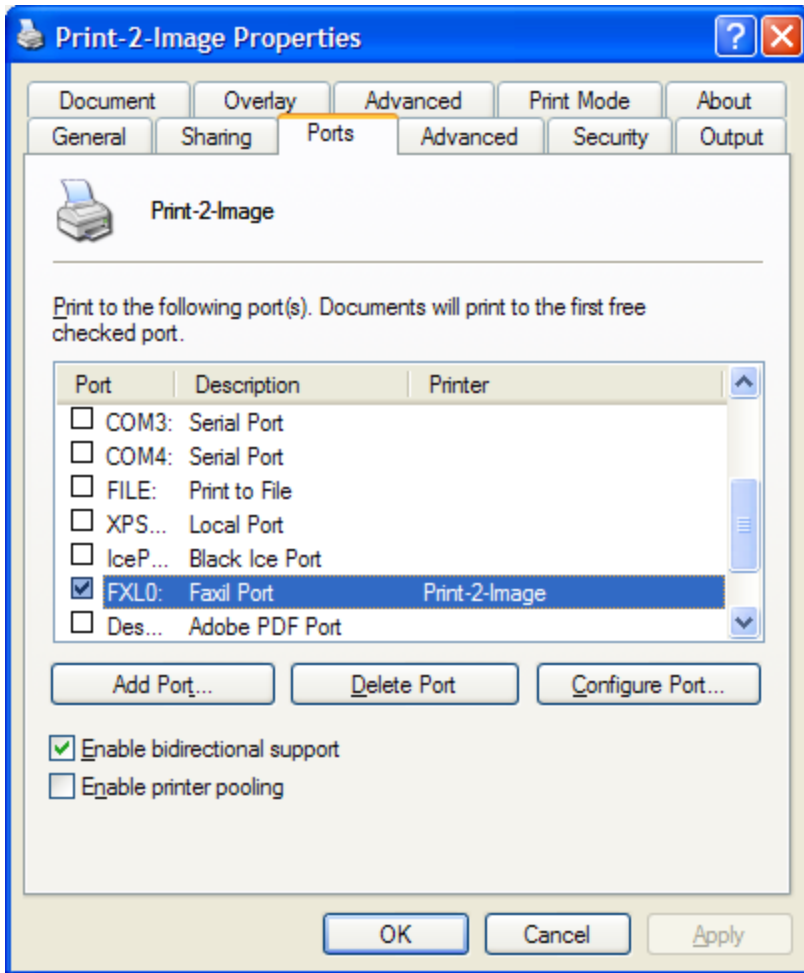 Print-2-Image Properties
Document Overlay Advanced Print Mode About
General Sharing Ports Advanced Security Output
Print-2-Image
Print to the following port(s). Documents will print to the first free
checked port.
Port Description Printer
COM3: Serial Port
COM4: Serial Port
FILE: Print to File
XPS... Local Port
IceP... Black Ice Port
FXL0: Faxil Port Print-2-Image
Des... Adobe PDF Port
Add Port... Delete Port Configure Port...
Enable bidirectional support
Enable printer pooling
OK Cancel Apply